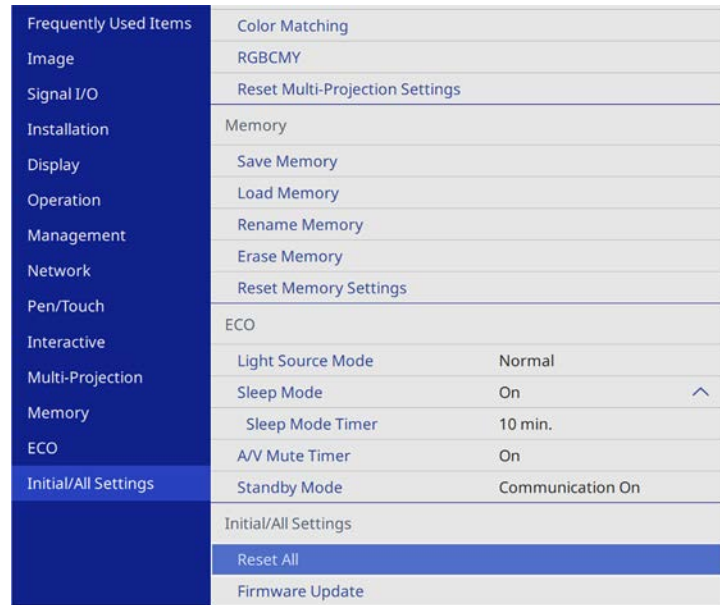 Frequently Used Items
Image
Signal I/O
Installation
Display
Operation
Management
Network
Pen/Touch
Interactive
Multi-Projection
Memory
ECO
Initial/All Settings
Color Matching
RGBCMY
Reset Multi-Projection Settings
Memory
Save Memory
Load Memory
Rename Memory
Erase Memory
Reset Memory Settings
ECO
Light Source Mode Normal
Sleep Mode On
Sleep Mode Timer 10 min.
A/V Mute Timer On
Standby Mode Communication On
Initial/All Settings
Reset All
Firmware Update